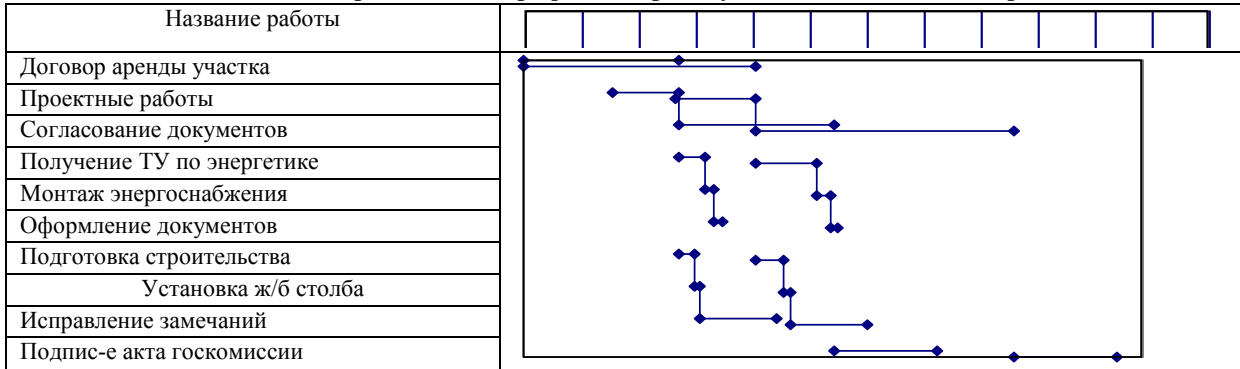 Название работы
Договор аренды участка
Проектные работы
Согласование документов
Получение ТУ по энергетике
Монтаж энергоснабжения
Оформление документов
Подготовка строительства
Установка ж/б столба
Исправление замечаний
Подпис-е акта госкомиссии